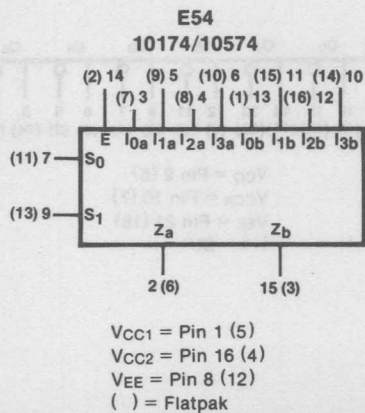 E54
10174/10574
(2) 14 (9) 5 (10) 6 (15) 11 (14) 10
(7) 3 (8) 4 (1) 13 (16) 12
E I0a I1a I2a I3a I0b I1b I2b I3b
(11) 7 S0
(13) 9 S1
Za Zb
2 (6) 15 (3)
VCC1 = Pin 1 (5)
VCC2 = Pin 16 (4)
VEE = Pin 8 (12)
( ) = Flatpak